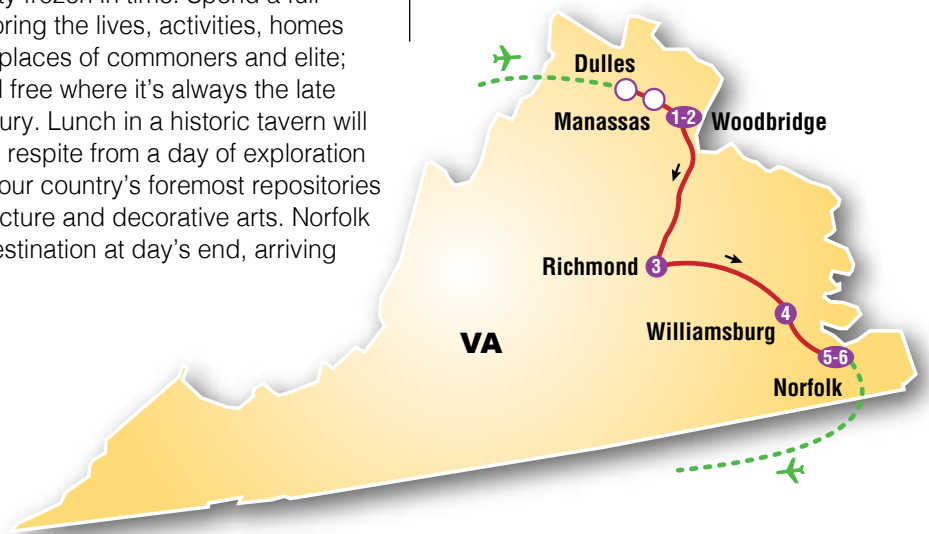 ay frozen in time. Spend a full
oring the lives, activities, homes
places of commoners and elite;
free where it's always the late
ury. Lunch in a historic tavern will
respite from a day of exploration
our country's foremost repositories
cture and decorative arts. Norfolk
estination at day's end, arriving
Dulles
Manassas
1-2
Woodbridge
Richmond
3
4
Williamsburg
VA
5-6
Norfolk